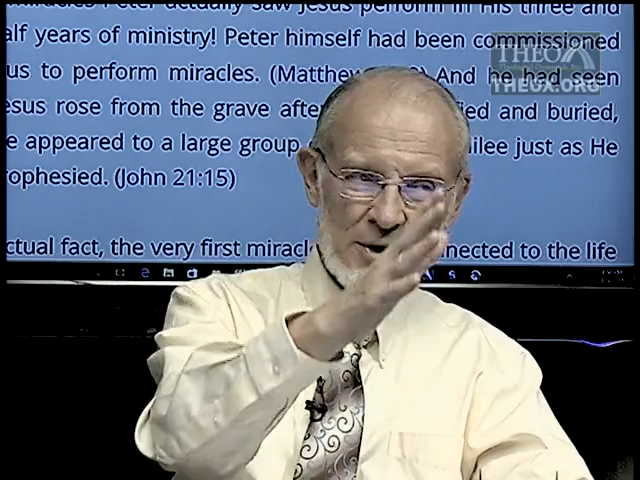 miracles Peter actually saw Jesus perform in His three and
alf years of ministry! Peter himself had been commissioned
us to perform miracles. (Matthew And he had seen
esus rose from the grave after ied and buried,
e appeared to a large group ilee just as He
rophesied. (John 21:15)
ctual fact, the very first miracl nnected to the life
THEO
THEOX.ORG